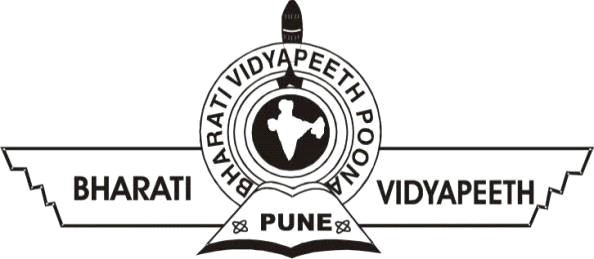 BHARATI VIDYAPEETH POONA
BHARATI VIDYAPEETH
PUNE